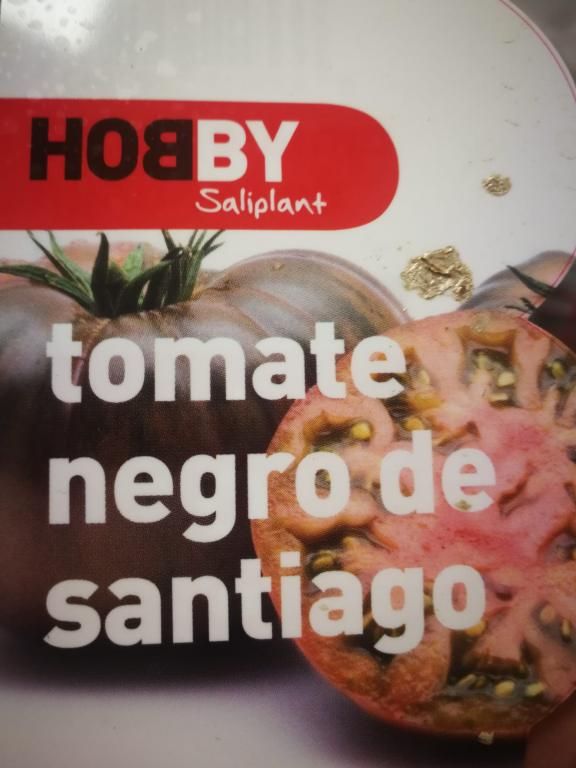 HOBBY
Saliplant
tomate
negro de
santiago